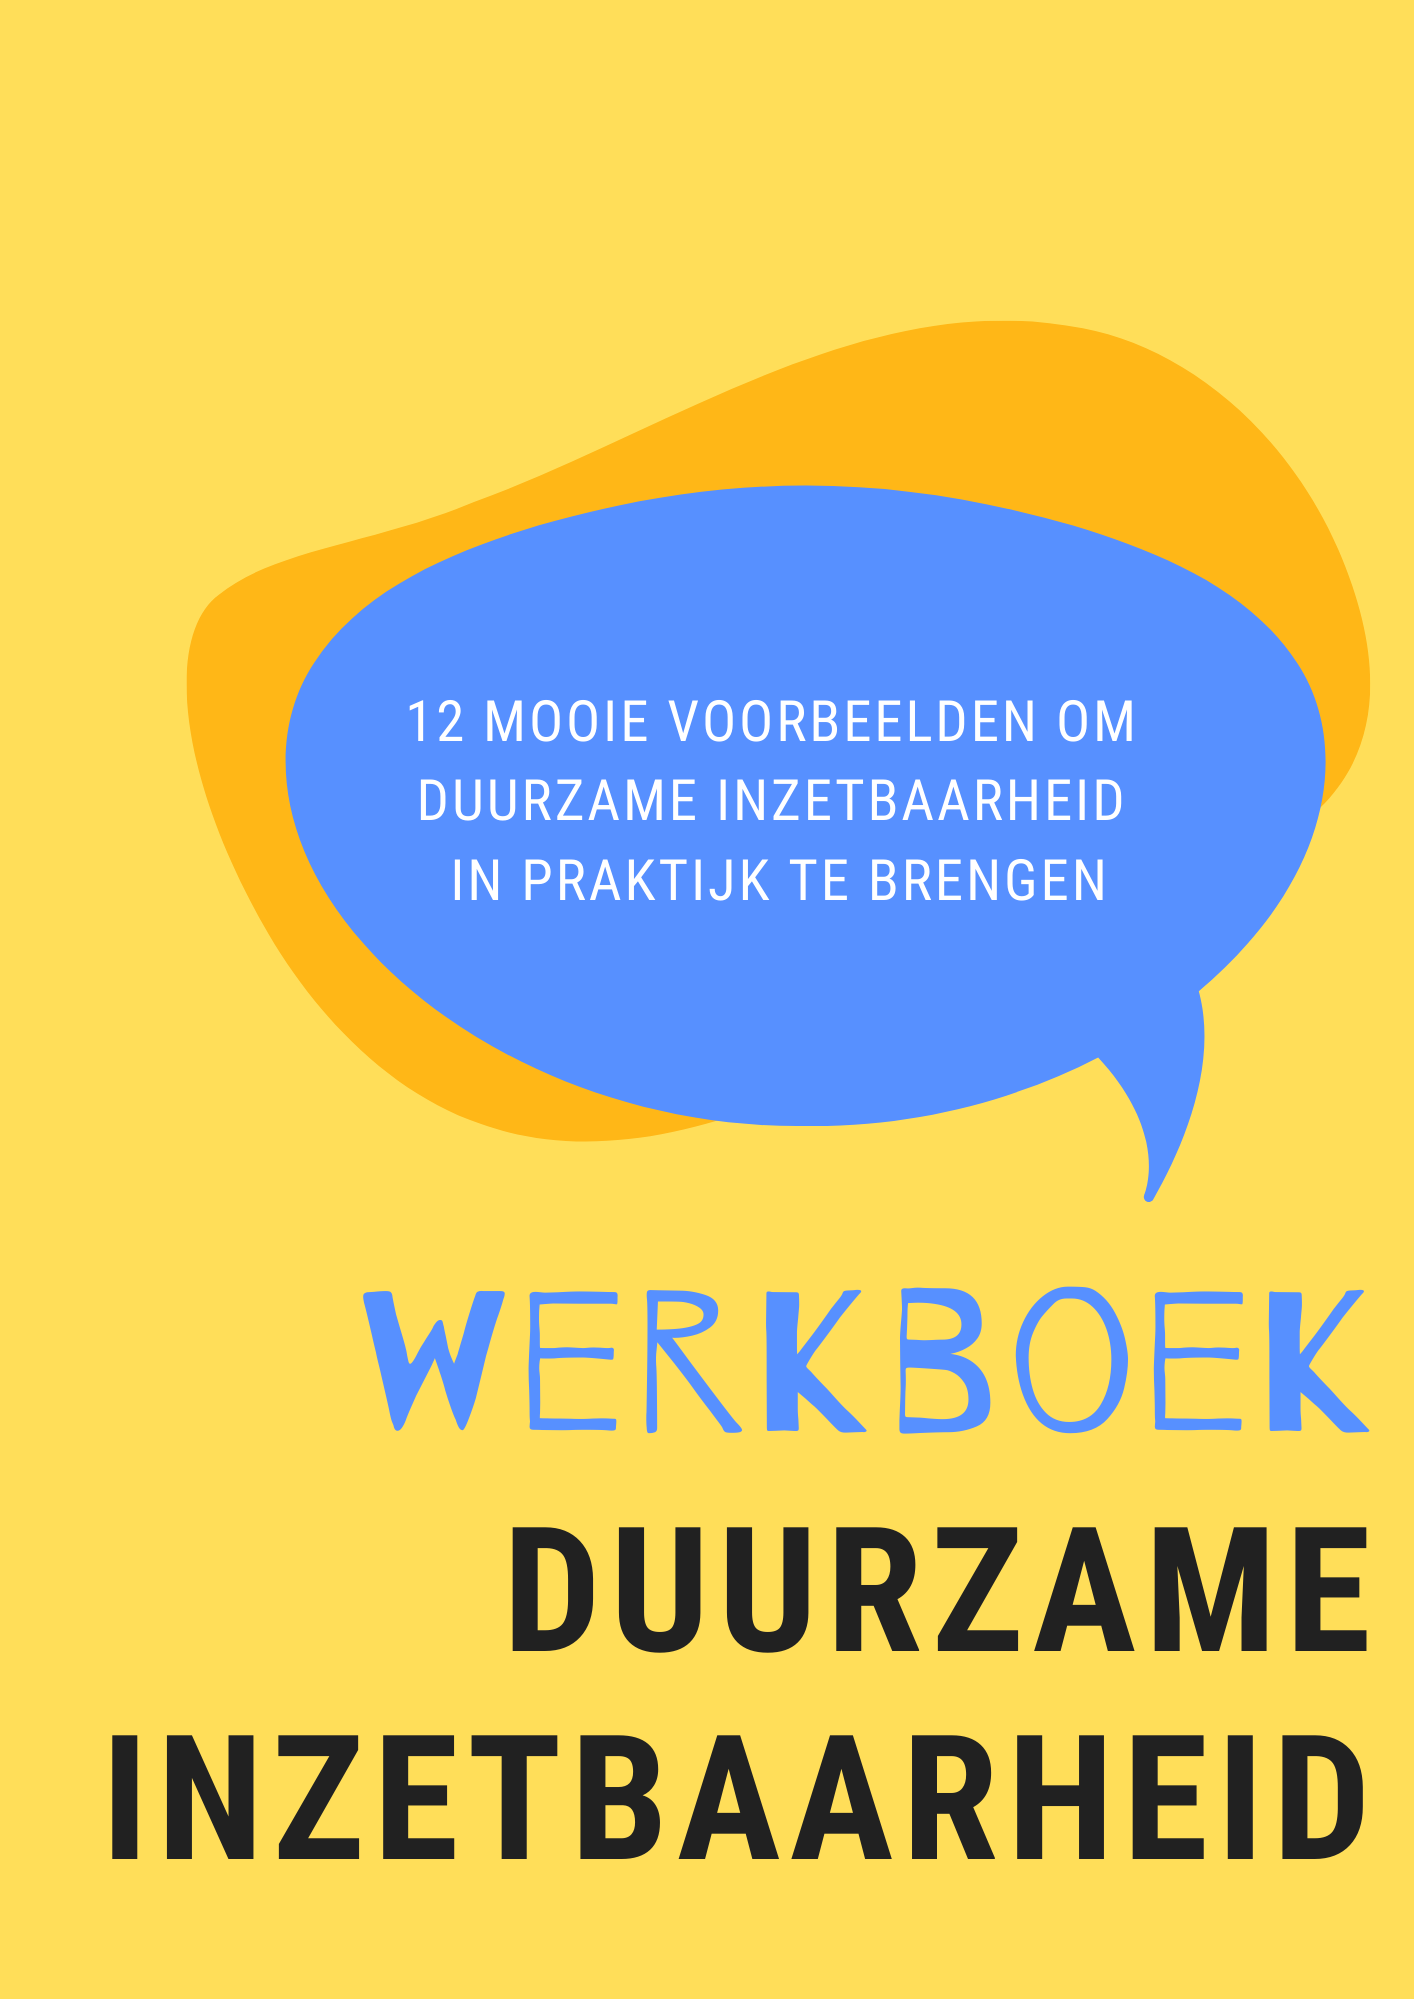 12 MOOIE VOORBEELDEN OM
DUURZAME INZETBAARHEID
IN PRAKTIJK TE BRENGEN
WERKBOEK
DUURZAME
INZETBAARHEID